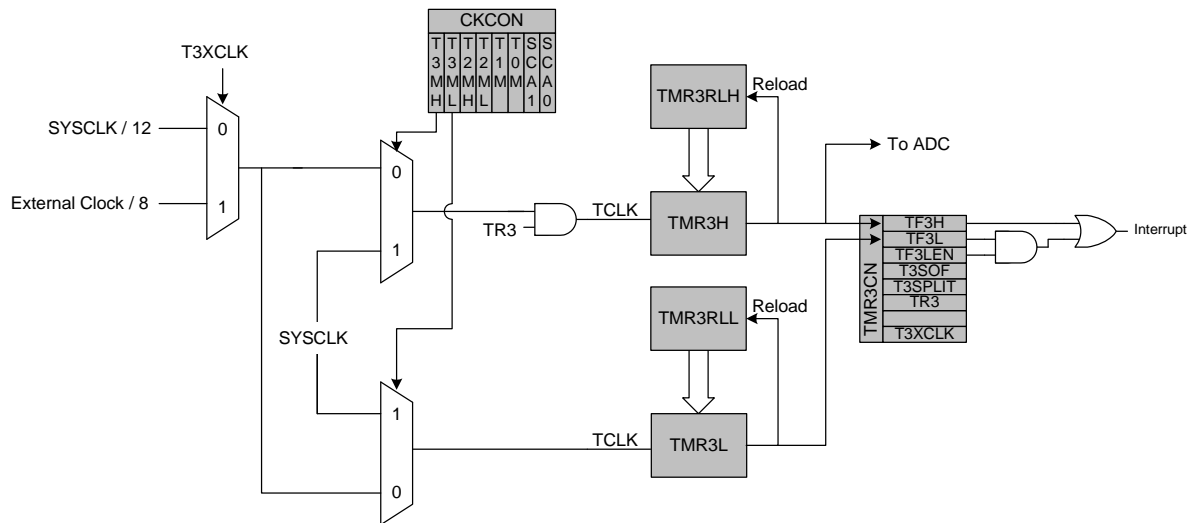 CKCON
T3MH
T3ML
T2MH
T2ML
T1M
T0M
SCA1
SCA0
T3XCLK
SYSCLK / 12
0
External Clock / 8
1
0
1
TR3
TCLK
TMR3RLH
Reload
TMR3H
To ADC
TMR3CN
TF3H
TF3L
TF3LEN
T3SOF
T3SPLIT
TR3
T3XCLK
Interrupt
SYSCLK
1
0
TCLK
TMR3RLL
Reload
TMR3L